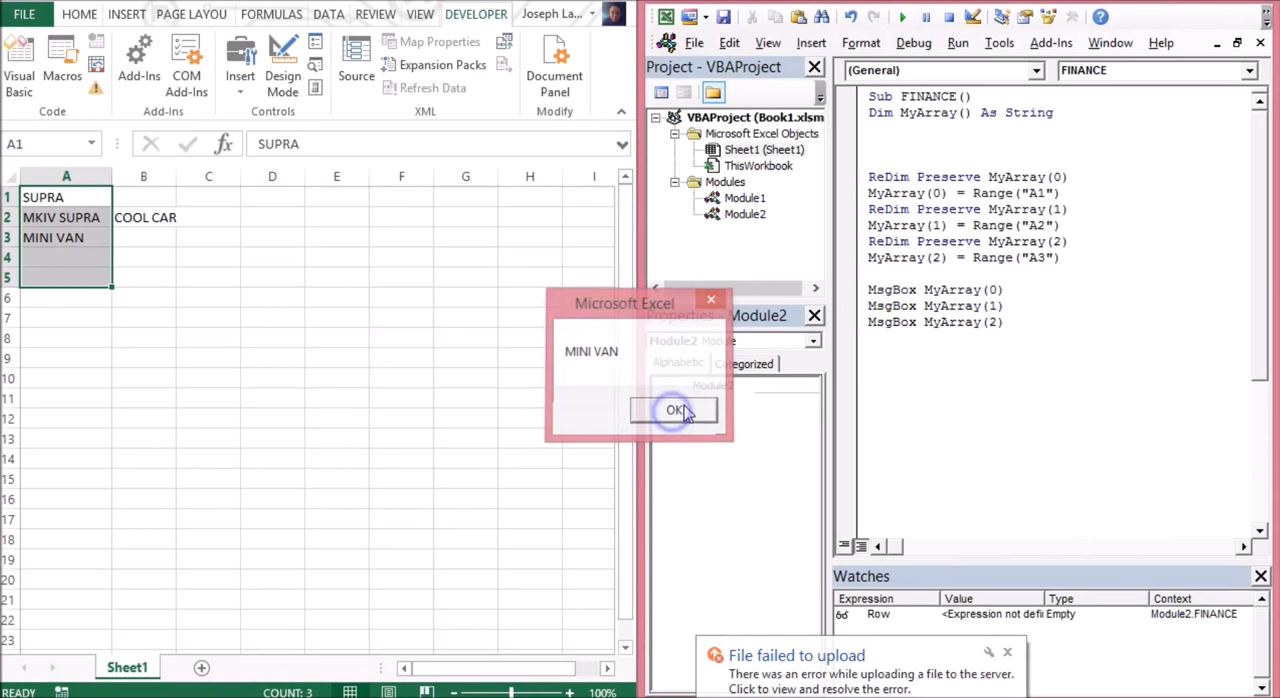 FILE HOME INSERT PAGE LAYOUT FORMULAS DATA REVIEW VIEW DEVELOPER Joseph La...
Visual Basic Macros Add-Ins COM Add-Ins Insert Design Mode Source Map Properties Expansion Packs Refresh Data Document Panel
Code Add-Ins Controls XML Modify
A1 fx SUPRA
A B C D E F G H I
1 SUPRA
2 MKIV SUPRA COOL CAR
3 MINI VAN
4
5
6
7
8
9
10
11
12
13
14
15
16
17
18
19
20
21
22
23
Sheet1
READY COUNT: 3 100%
File Edit View Insert Format Debug Run Tools Add-Ins Window Help
Project - VBAProject
VBAProject (Book1.xlsm
Microsoft Excel Objects
Sheet1 (Sheet1)
ThisWorkbook
Modules
Module1
Module2
Properties - Module2
Module2 Module
Alphabetic Categorized
Module2
Microsoft Excel
MINI VAN
OK
(General) FINANCE
Sub FINANCE()
Dim MyArray() As String
ReDim Preserve MyArray(0)
MyArray(0) = Range("A1")
ReDim Preserve MyArray(1)
MyArray(1) = Range("A2")
ReDim Preserve MyArray(2)
MyArray(2) = Range("A3")
MsgBox MyArray(0)
MsgBox MyArray(1)
MsgBox MyArray(2)
Watches
Expression Value Type Context
Row <Expression not defi Empty Module2.FINANCE
File failed to upload
There was an error while uploading a file to the server.
Click to view and resolve the error.